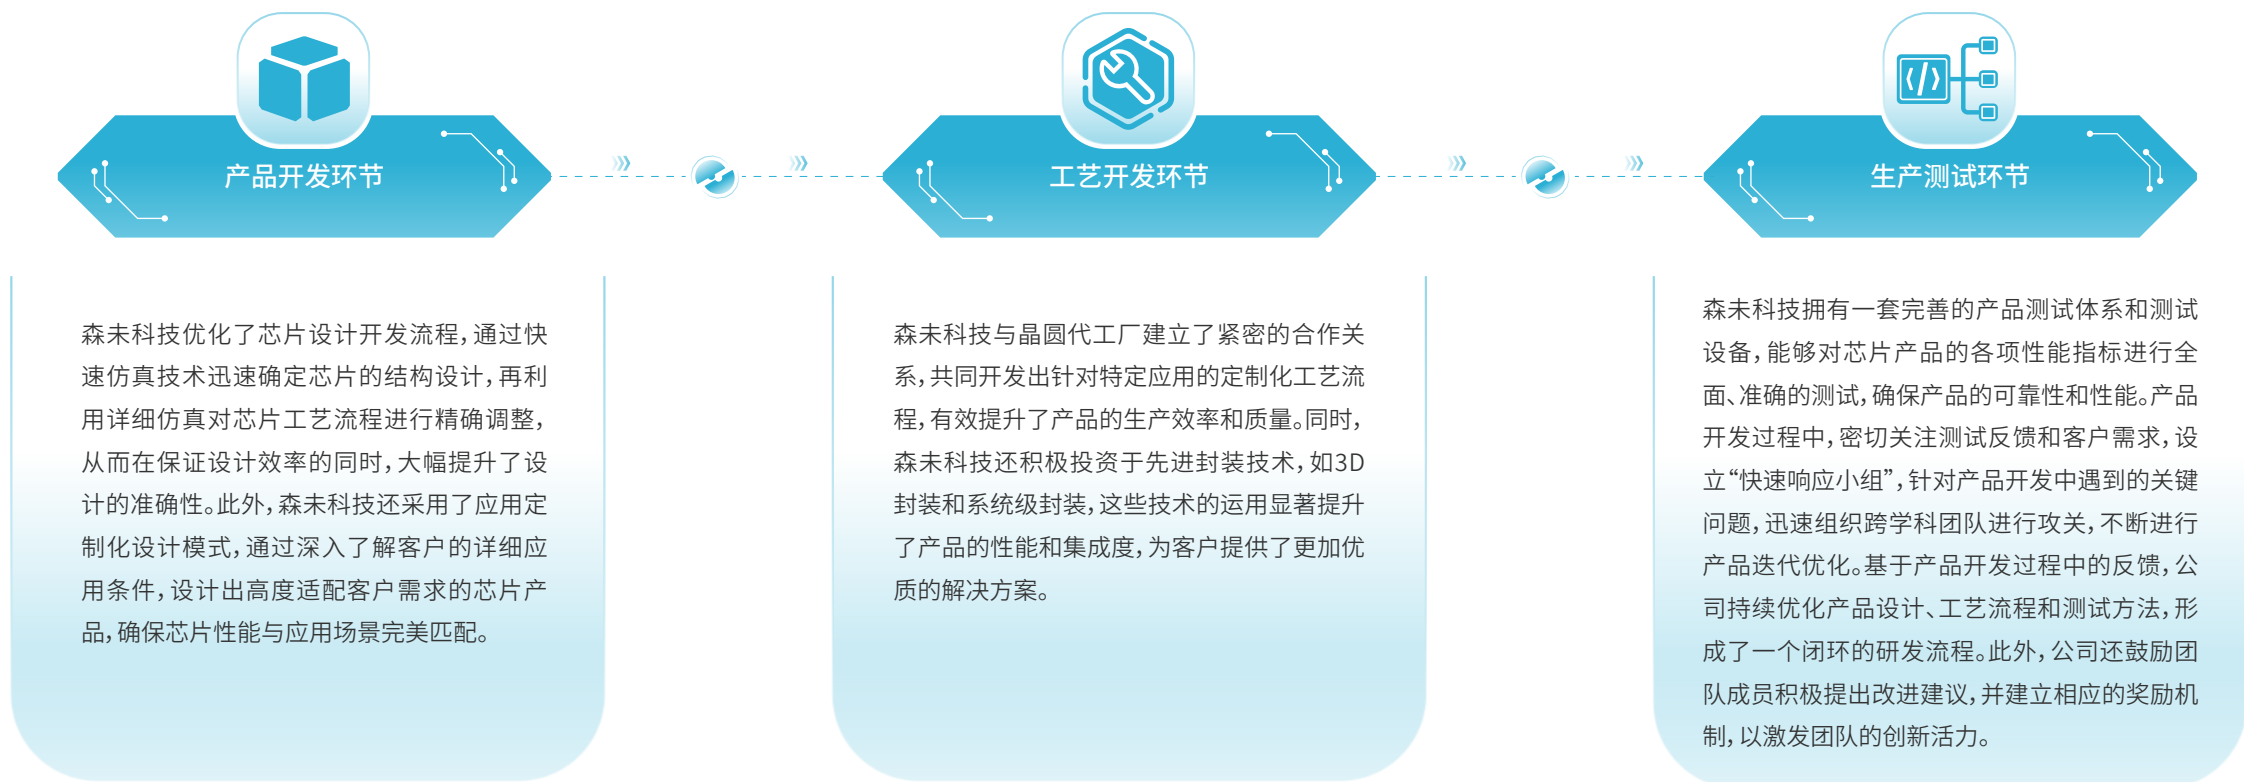 产品开发环节
森未科技优化了芯片设计开发流程，通过快
速仿真技术迅速确定芯片的结构设计，再利
用详细仿真对芯片工艺流程进行精确调整，
从而在保证设计效率的同时，大幅提升了设
计的准确性。此外，森未科技还采用了应用定
制化设计模式，通过深入了解客户的详细应
用条件，设计出高度适配客户需求的芯片产
品，确保芯片性能与应用场景完美匹配。
工艺开发环节
森未科技与晶圆代工厂建立了紧密的合作关
系，共同开发出针对特定应用的定制化工艺流
程，有效提升了产品的生产效率和质量。同时，
森未科技还积极投资于先进封装技术，如3D
封装和系统级封装，这些技术的运用显著提升
了产品的性能和集成度，为客户提供了更加优
质的解决方案。
生产测试环节
森未科技拥有一套完善的产品测试体系和测试
设备，能够对芯片产品的各项性能指标进行全
面、准确的测试，确保产品的可靠性和性能。产品
开发过程中，密切关注测试反馈和客户需求，设
立“快速响应小组”，针对产品开发中遇到的关键
问题，迅速组织跨学科团队进行攻关，不断进行
产品迭代优化。基于产品开发过程中的反馈，公
司持续优化产品设计、工艺流程和测试方法，形
成了一个闭环的研发流程。此外，公司还鼓励团
队成员积极提出改进建议，并建立相应的奖励机
制，以激发团队的创新活力。